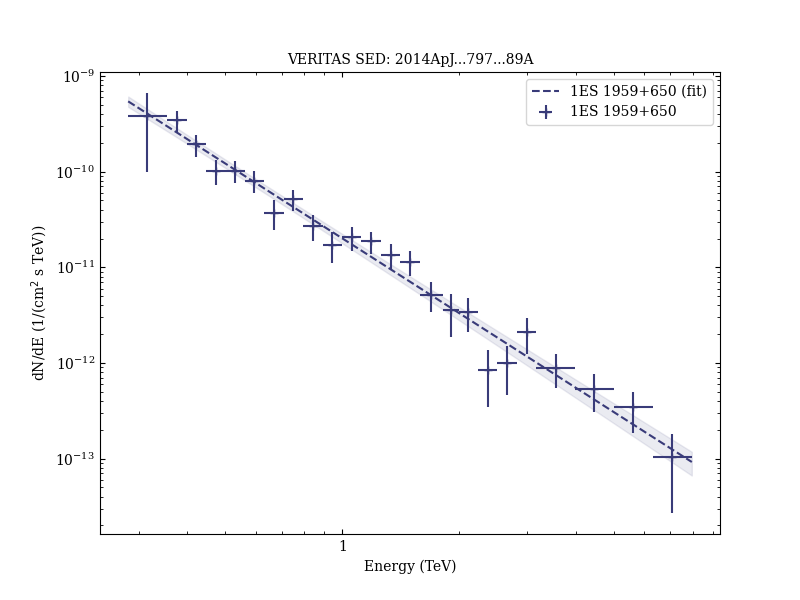 VERITAS SED: 2014ApJ...797...89A
1ES 1959+650 (fit)
1ES 1959+650
dN/dE (1/(cm² s TeV))
10⁻⁹
10⁻¹⁰
10⁻¹¹
10⁻¹²
10⁻¹³
1
Energy (TeV)